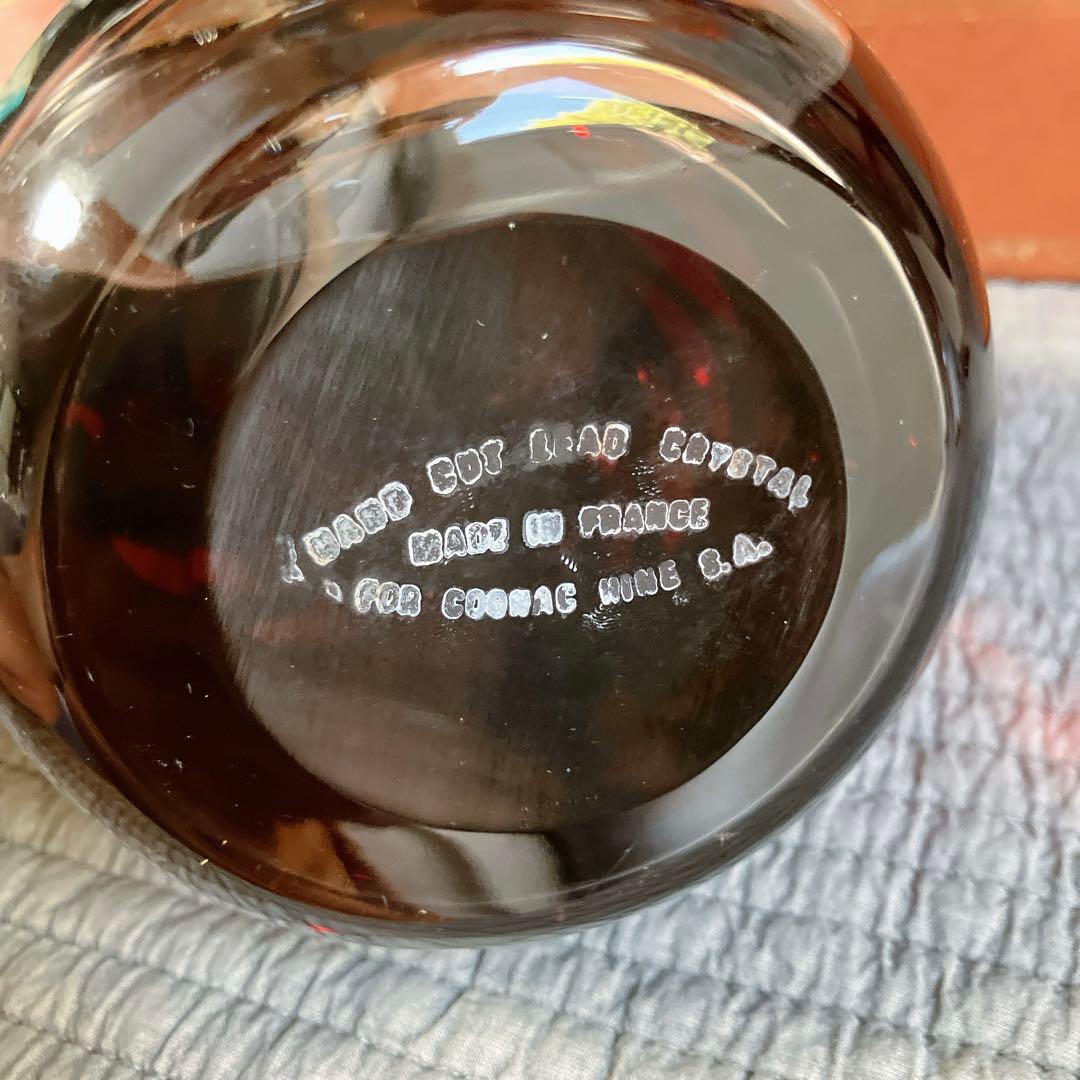 HAND CUT LEAD CRYSTAL
MADE IN FRANCE
FOR COGNAC HINE S.A.